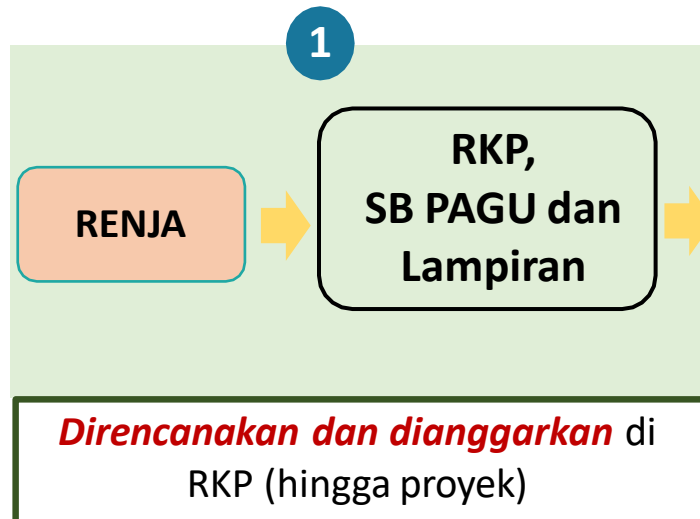 1
RENJA
RKP,
SB PAGU dan
Lampiran
Direncanakan dan dianggarkan di
RKP (hingga proyek)